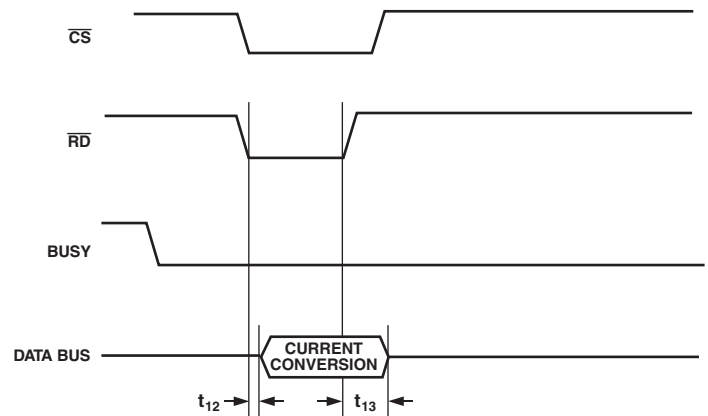 CS
RD
BUSY
DATA BUS
CURRENT
CONVERSION
t12
t13